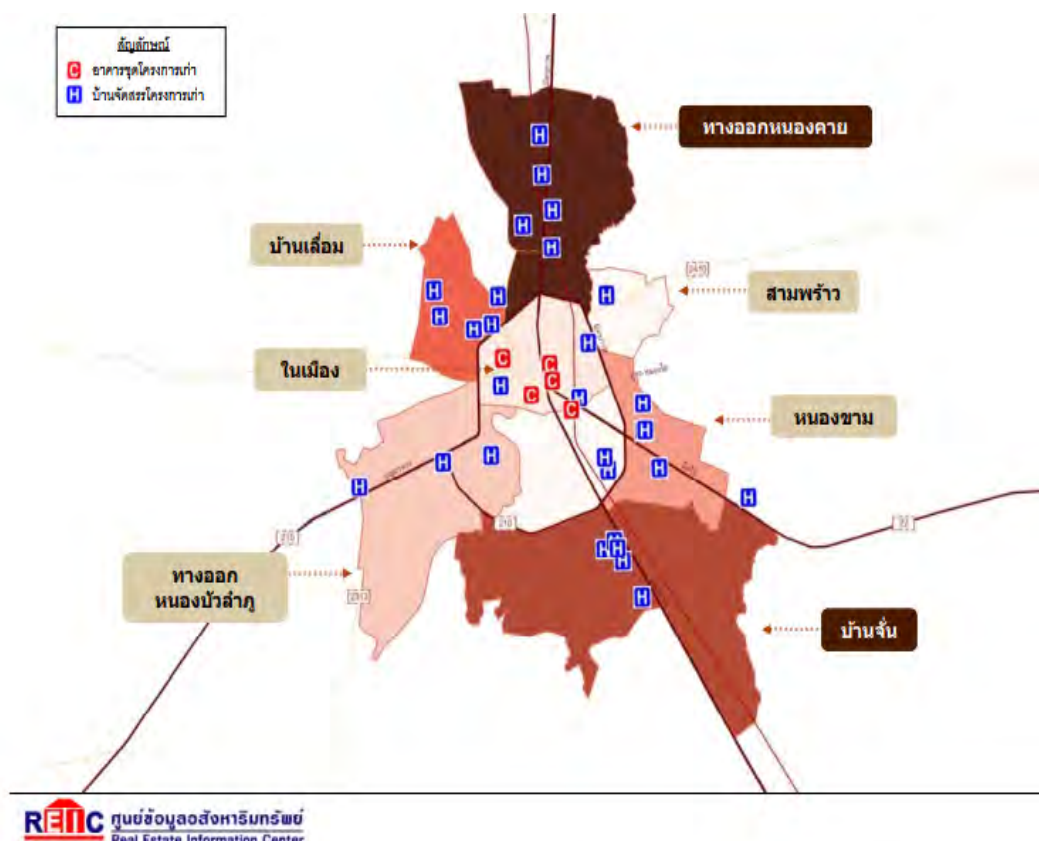 สัญลักษณ์
C อาคารชุดโครงการเก่า
H บ้านจัดสรรโครงการเก่า
ทางออกหนองคาย
H
H
H
H
H
บ้านเลื่อม
สามพร้าว
H
H
H
H
H
H
H
ในเมือง
C
C
C
H
C
H
C
H
H
หนองขาม
H
H
H
H
H
H
H
H
210
210
22
H
H
H
H
H
ทางออก
หนองบัวลำภู
บ้านจั่น
REIC ศูนย์ข้อมูลอสังหาริมทรัพย์
Real Estate Information Center